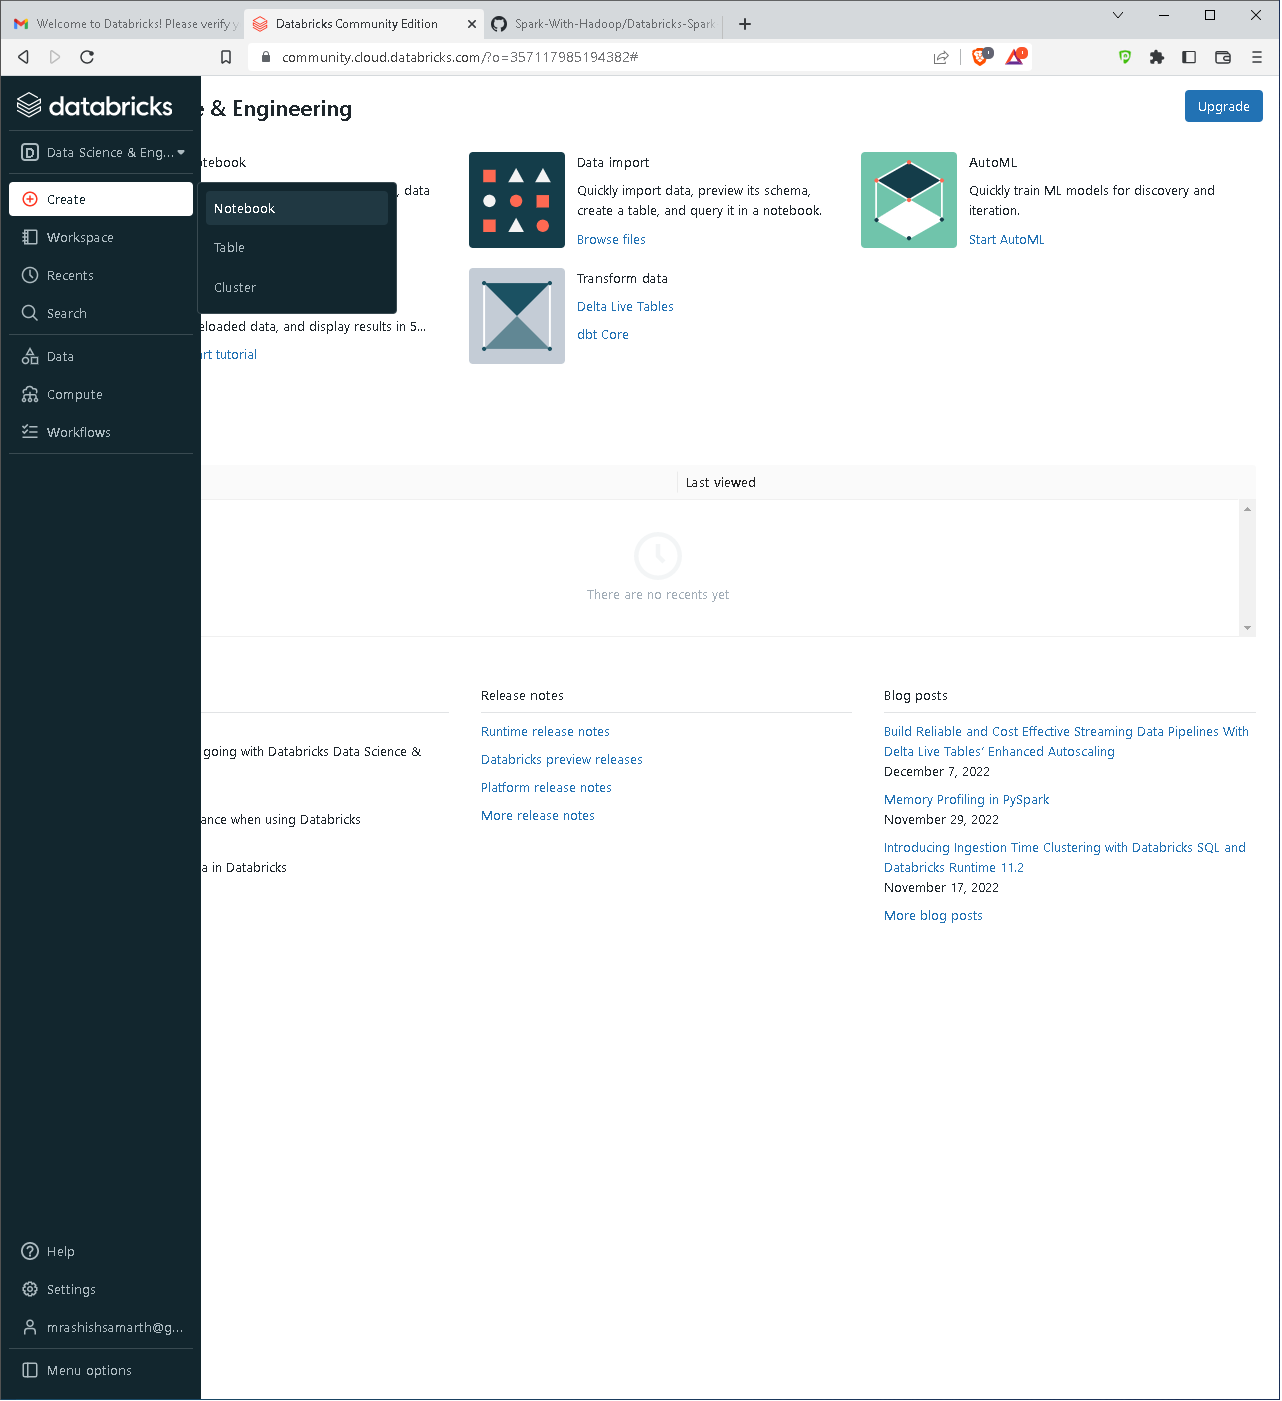 Welcome to Databricks! Please verify y
Databricks Community Edition
Spark-With-Hadoop/Databricks-Spark
community.cloud.databricks.com/?o=357117985194382#
databricks
e & Engineering
Upgrade
Data Science & Eng...
Create
Workspace
Recents
Search
Data
Compute
Workflows
Notebook
Table
Cluster
otebook
, data
eloaded data, and display results in 5...
art tutorial
Data import
Quickly import data, preview its schema,
create a table, and query it in a notebook.
Browse files
Transform data
Delta Live Tables
dbt Core
AutoML
Quickly train ML models for discovery and
iteration.
Start AutoML
Last viewed
There are no recents yet
going with Databricks Data Science &
ance when using Databricks
a in Databricks
Release notes
Runtime release notes
Databricks preview releases
Platform release notes
More release notes
Blog posts
Build Reliable and Cost Effective Streaming Data Pipelines With
Delta Live Tables' Enhanced Autoscaling
December 7, 2022
Memory Profiling in PySpark
November 29, 2022
Introducing Ingestion Time Clustering with Databricks SQL and
Databricks Runtime 11.2
November 17, 2022
More blog posts
Help
Settings
mrashishsamarth@g...
Menu options